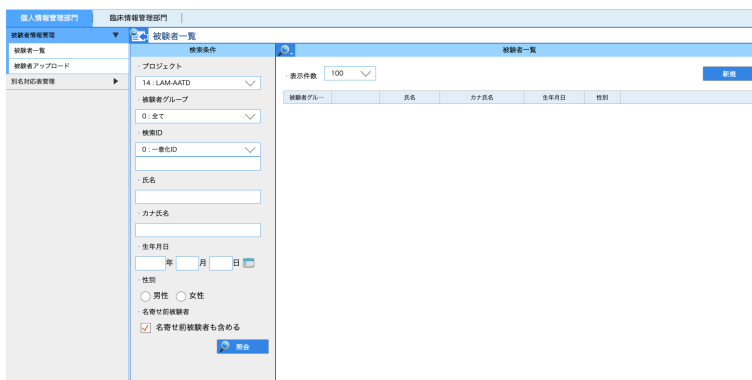 個人情報管理部門 臨床情報管理部門
被験者情報管理 ▼ 被験者一覧
被験者一覧
被験者アップロード
別名対応表管理 ▶
検索条件
· プロジェクト
14 : LAM-AATD
· 被験者グループ
0 : 全て
· 検索ID
0 : 一意化ID
· 氏名
· カナ氏名
· 生年月日
年 月 日
· 性別
男性 女性
· 名寄せ前被験者
名寄せ前被験者も含める
照会
被験者一覧
· 表示件数 100
新規
被験者グルー 氏名 カナ氏名 生年月日 性別